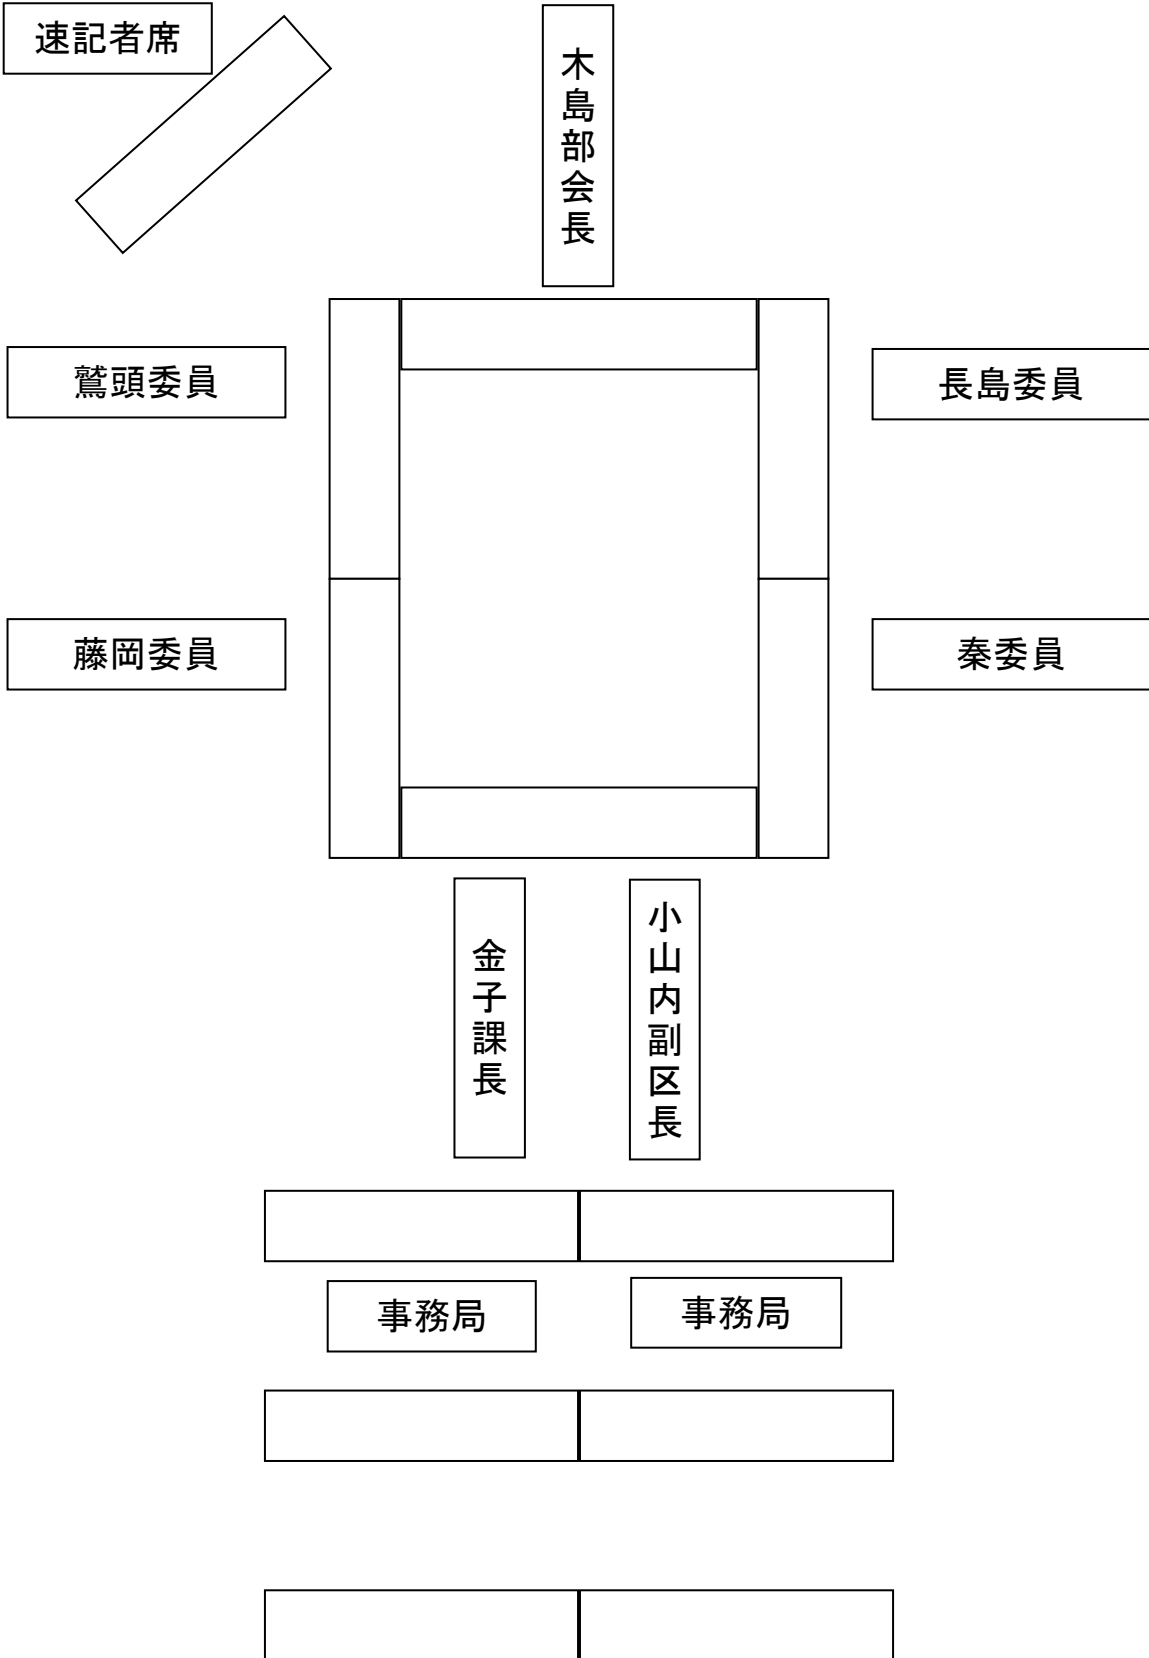 速記者席
木島部会長
鷲頭委員
長島委員
藤岡委員
秦委員
金子課長
小山内副区長
事務局
事務局